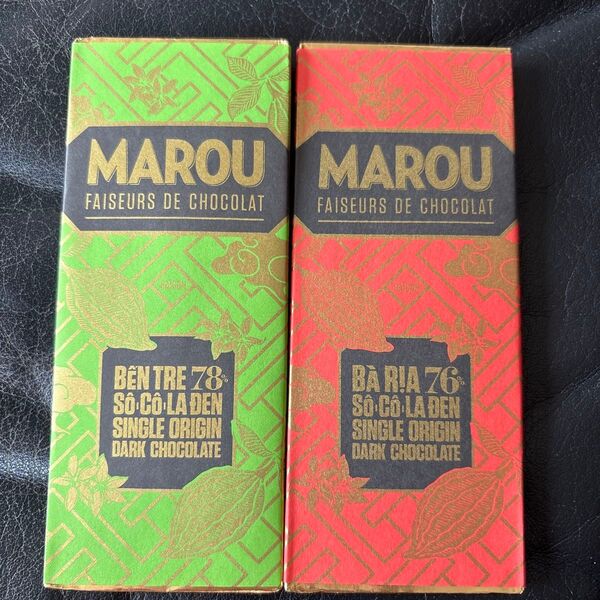 MAROU
FAISEURS DE CHOCOLAT
BẾN TRE 78%
SÔ·CÔ·LA ĐEN
SINGLE ORIGIN
DARK CHOCOLATE
MAROU
FAISEURS DE CHOCOLAT
BÀ RỊA 76%
SÔ·CÔ·LA ĐEN
SINGLE ORIGIN
DARK CHOCOLATE